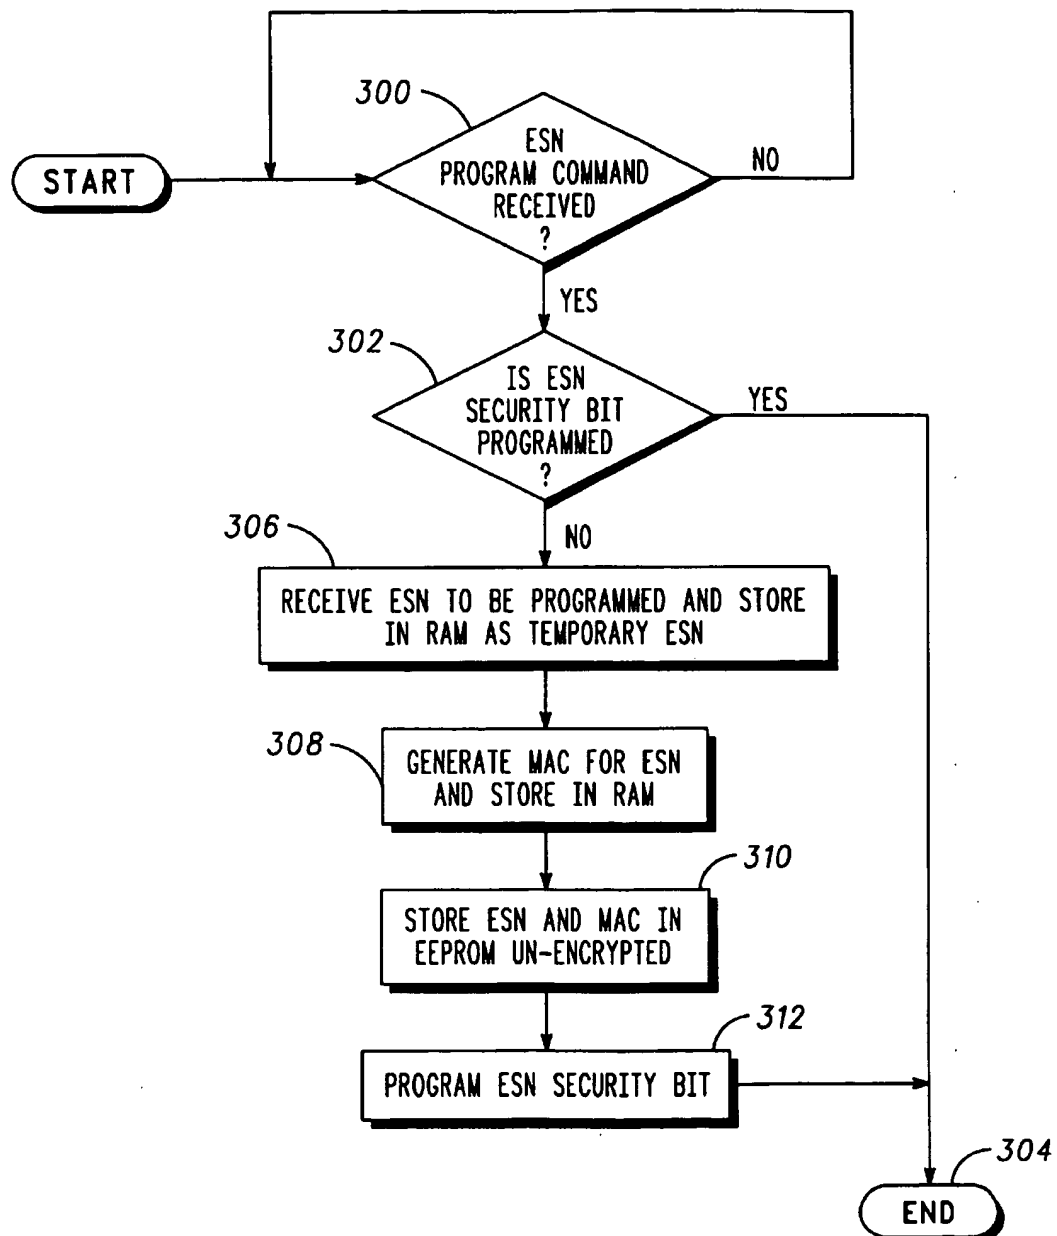 300
ESN
PROGRAM COMMAND
RECEIVED
?
NO
START
YES
302
IS ESN
SECURITY BIT
PROGRAMMED
?
YES
NO
306
RECEIVE ESN TO BE PROGRAMMED AND STORE
IN RAM AS TEMPORARY ESN
308
GENERATE MAC FOR ESN
AND STORE IN RAM
310
STORE ESN AND MAC IN
EEPROM UN-ENCRYPTED
312
PROGRAM ESN SECURITY BIT
304
END